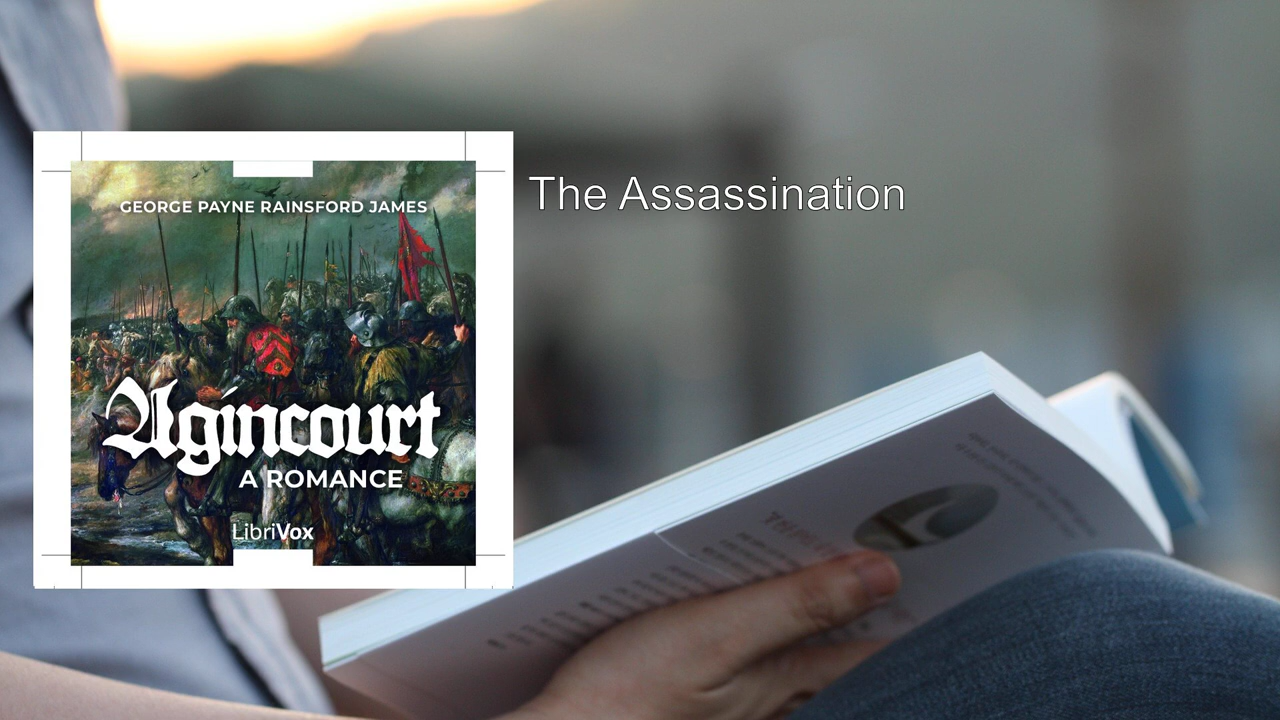 GEORGE PAYNE RAINSFORD JAMES
Agincourt
A ROMANCE
LibriVox
The Assassination